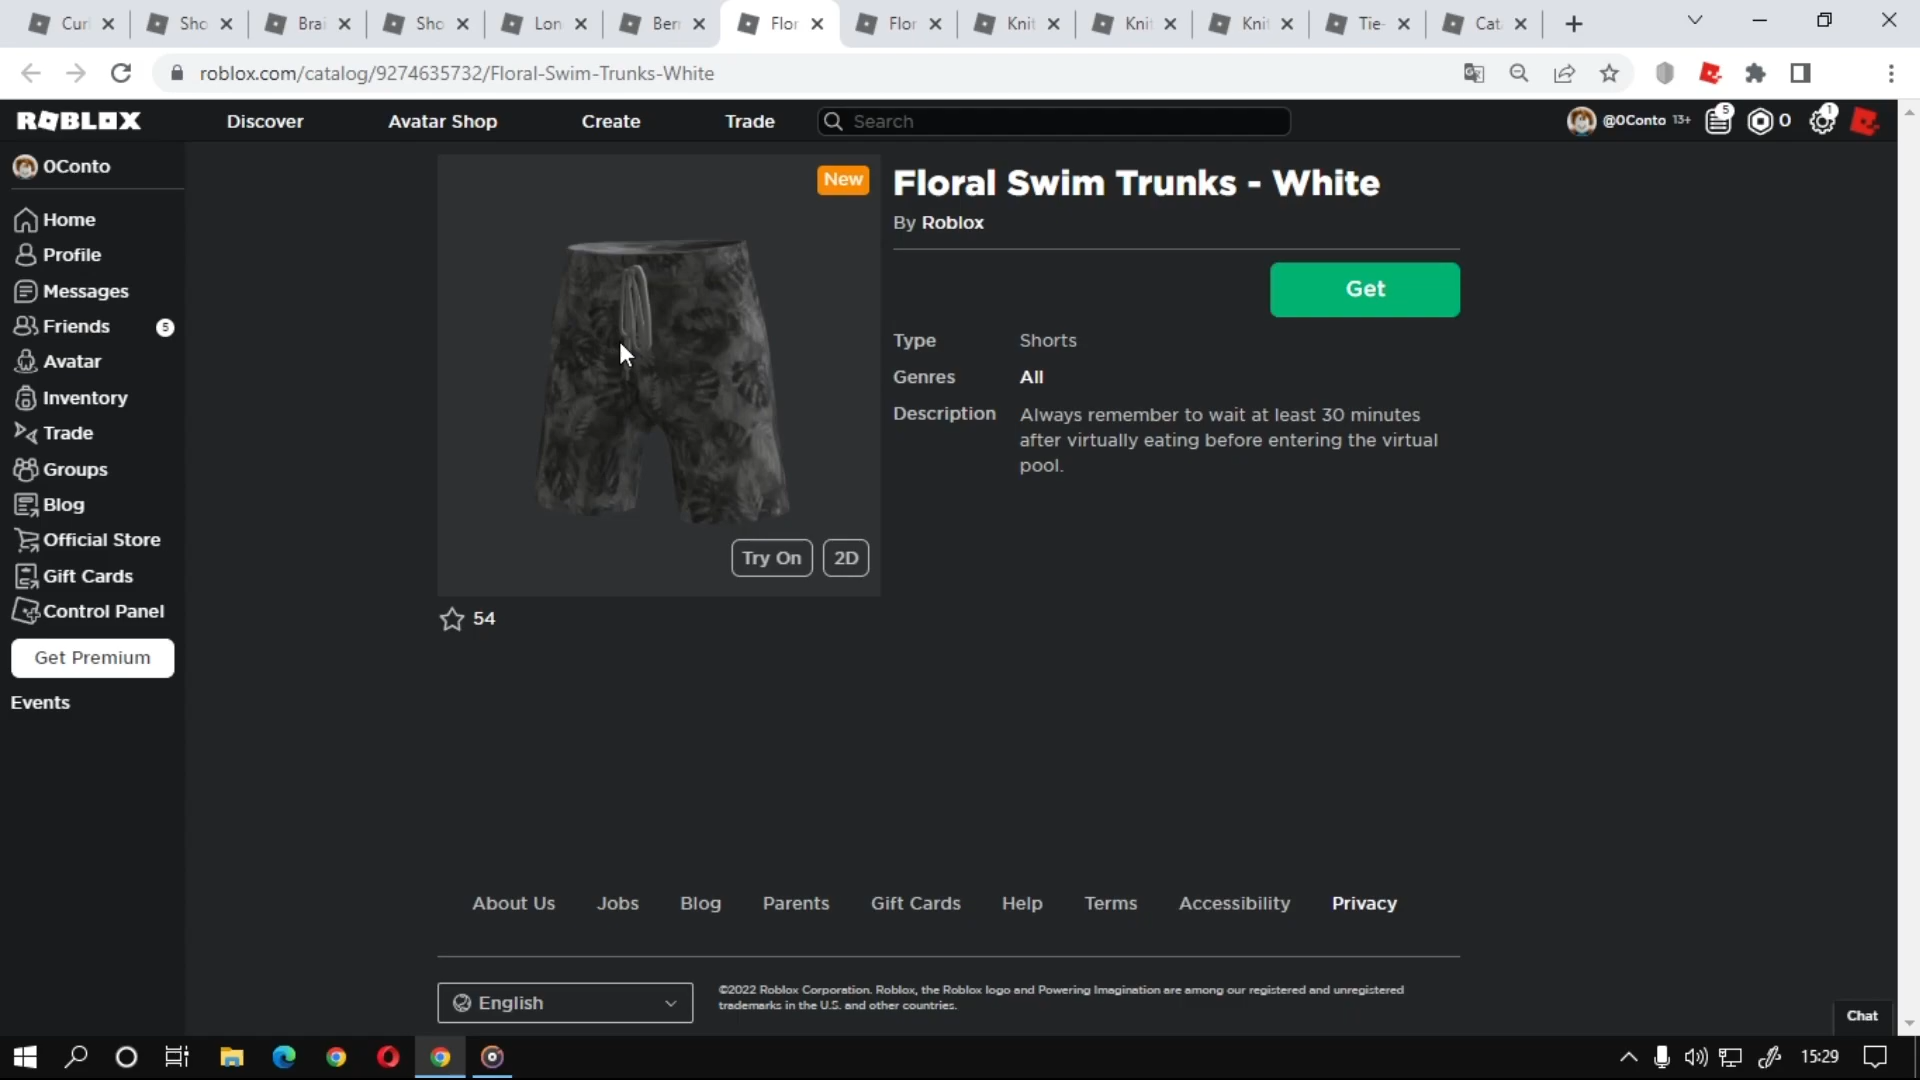 Cur
Sho
Brai
Sho
Lon
Ber
Flor
Flor
Knit
Knit
Knit
Tie-
Cat
roblox.com/catalog/9274635732/Floral-Swim-Trunks-White
ROBLOX
Discover
Avatar Shop
Create
Trade
Search
@0Conto 13+
5
0
1
0Conto
Home
Profile
Messages
Friends 5
Avatar
Inventory
Trade
Groups
Blog
Official Store
Gift Cards
Control Panel
Get Premium
Events
New
Try On
2D
54
Floral Swim Trunks - White
By Roblox
Get
Type Shorts
Genres All
Description Always remember to wait at least 30 minutes
after virtually eating before entering the virtual
pool.
About Us Jobs Blog Parents Gift Cards Help Terms Accessibility Privacy
English
©2022 Roblox Corporation. Roblox, the Roblox logo and Powering Imagination are among our registered and unregistered
trademarks in the U.S. and other countries.
Chat
15:29